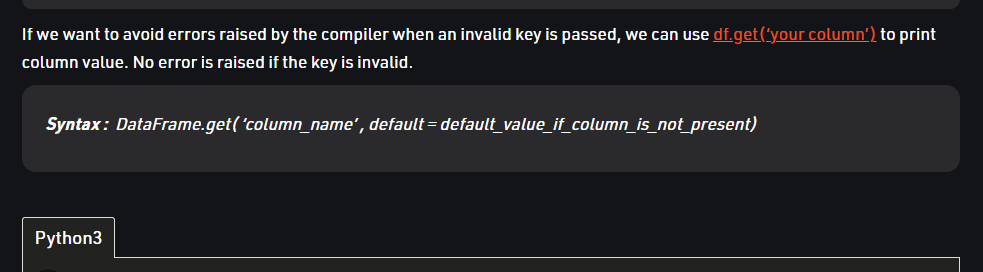 If we want to avoid errors raised by the compiler when an invalid key is passed, we can use df.get(‘your column’) to print
column value. No error is raised if the key is invalid.
Syntax : DataFrame.get( ‘column_name’ , default = default_value_if_column_is_not_present)
Python3